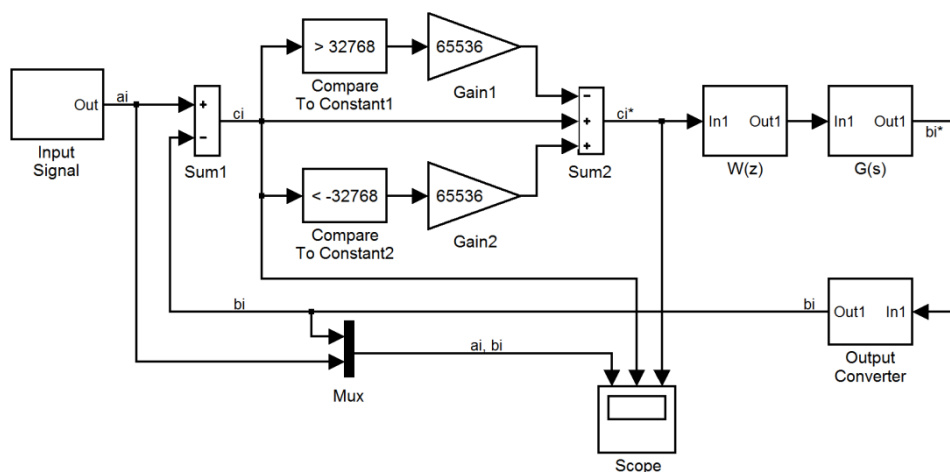 > 32768
65536
Compare
To Constant1
Gain1
Out
ai
+
−
ci
Input
Signal
Sum1
−
+
+
ci*
Sum2
In1 Out1
W(z)
In1 Out1
G(s)
bi*
< -32768
65536
Compare
To Constant2
Gain2
bi
bi
Out1 In1
Output
Converter
ai, bi
Mux
Scope